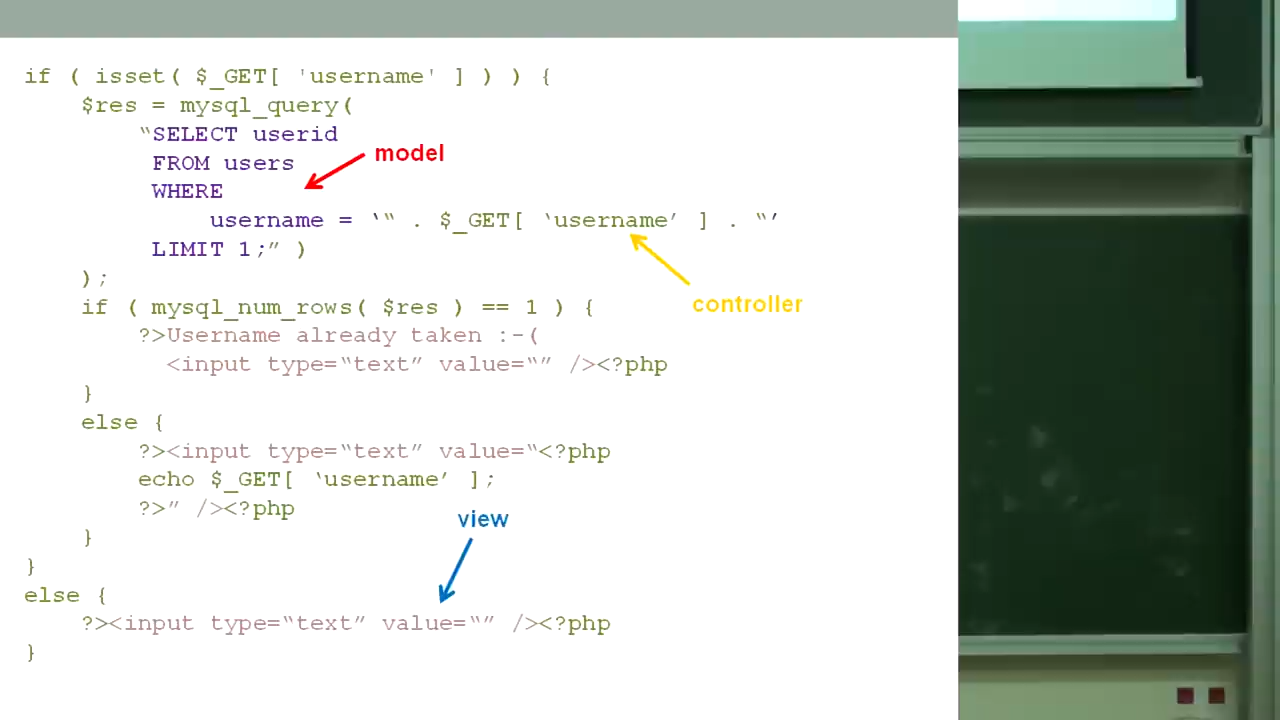 if ( isset( $_GET[ 'username' ] ) ) {
$res = mysql_query(
“SELECT userid
FROM users
model
WHERE
username = ‘“ . $_GET[ ‘username’ ] . “’
LIMIT 1;” )
);
controller
if ( mysql_num_rows( $res ) == 1 ) {
?>Username already taken :-(
<input type=“text” value=“” /><?php
}
else {
?><input type=“text” value=“<?php
echo $_GET[ ‘username’ ];
?>” /><?php
view
}
}
else {
?><input type=“text” value=“” /><?php
}